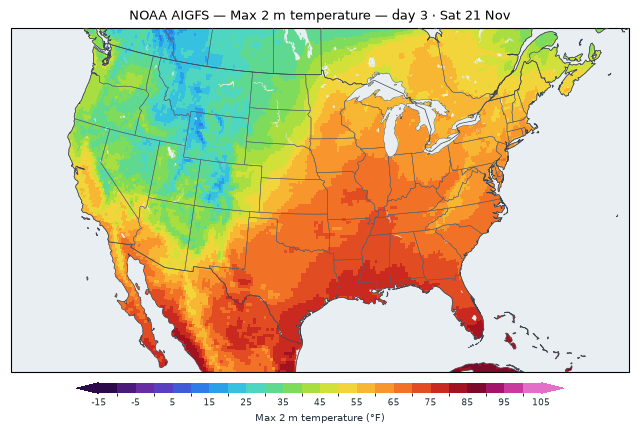 NOAA AIGFS — Max 2 m temperature — day 3 · Sat 21 Nov
-15 -5 5 15 25 35 45 55 65 75 85 95 105
Max 2 m temperature (°F)